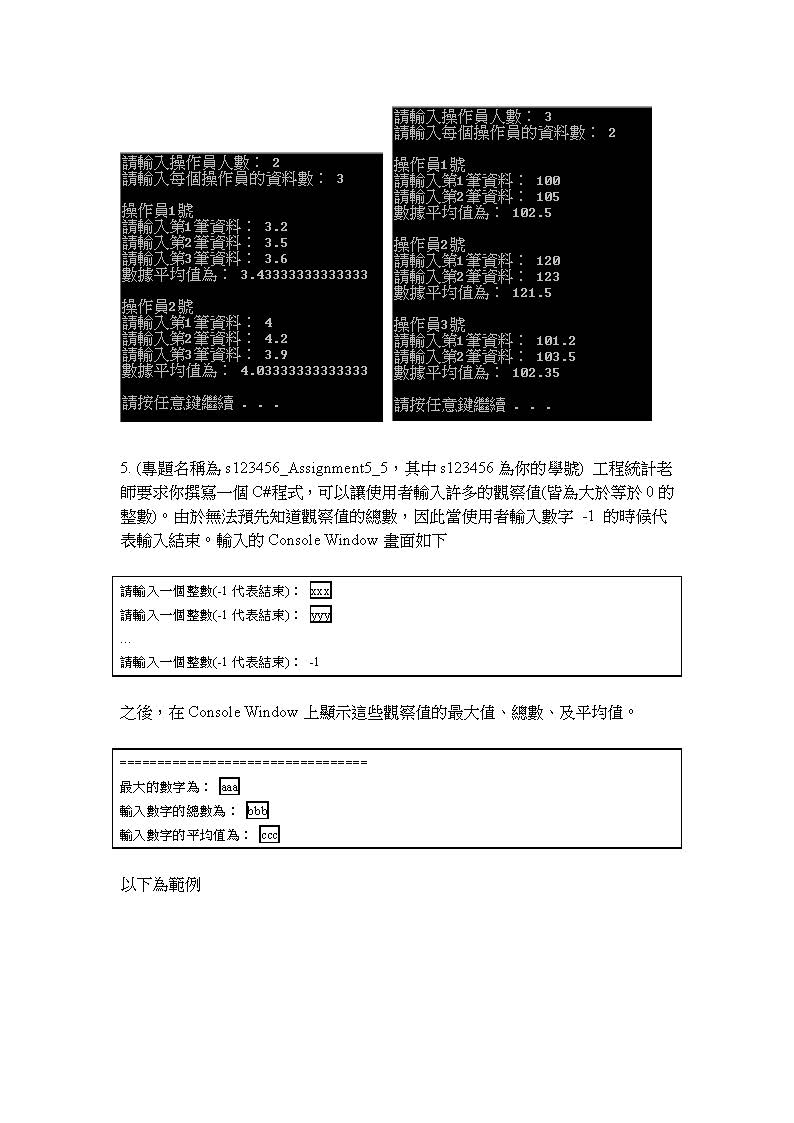 請輸入操作員人數： 2
請輸入每個操作員的資料數： 3
操作員1號
請輸入第1筆資料： 3.2
請輸入第2筆資料： 3.5
請輸入第3筆資料： 3.6
數據平均值為： 3.43333333333333
操作員2號
請輸入第1筆資料： 4
請輸入第2筆資料： 4.2
請輸入第3筆資料： 3.9
數據平均值為： 4.03333333333333
請按任意鍵繼續 . . .
請輸入操作員人數： 3
請輸入每個操作員的資料數： 2
操作員1號
請輸入第1筆資料： 100
請輸入第2筆資料： 105
數據平均值為： 102.5
操作員2號
請輸入第1筆資料： 120
請輸入第2筆資料： 123
數據平均值為： 121.5
操作員3號
請輸入第1筆資料： 101.2
請輸入第2筆資料： 103.5
數據平均值為： 102.35
請按任意鍵繼續 . . .
5. (專題名稱為 s123456_Assignment5_5，其中 s123456 為你的學號) 工程統計老
師要求你撰寫一個 C#程式，可以讓使用者輸入許多的觀察值(皆為大於等於 0 的
整數)。由於無法預先知道觀察值的總數，因此當使用者輸入數字 -1 的時候代
表輸入結束。輸入的 Console Window 畫面如下
請輸入一個整數(-1 代表結束)： xxx
請輸入一個整數(-1 代表結束)： yyy
...
請輸入一個整數(-1 代表結束)： -1
之後，在 Console Window 上顯示這些觀察值的最大值、總數、及平均值。
=================================
最大的數字為： aaa
輸入數字的總數為： bbb
輸入數字的平均值為： ccc
以下為範例